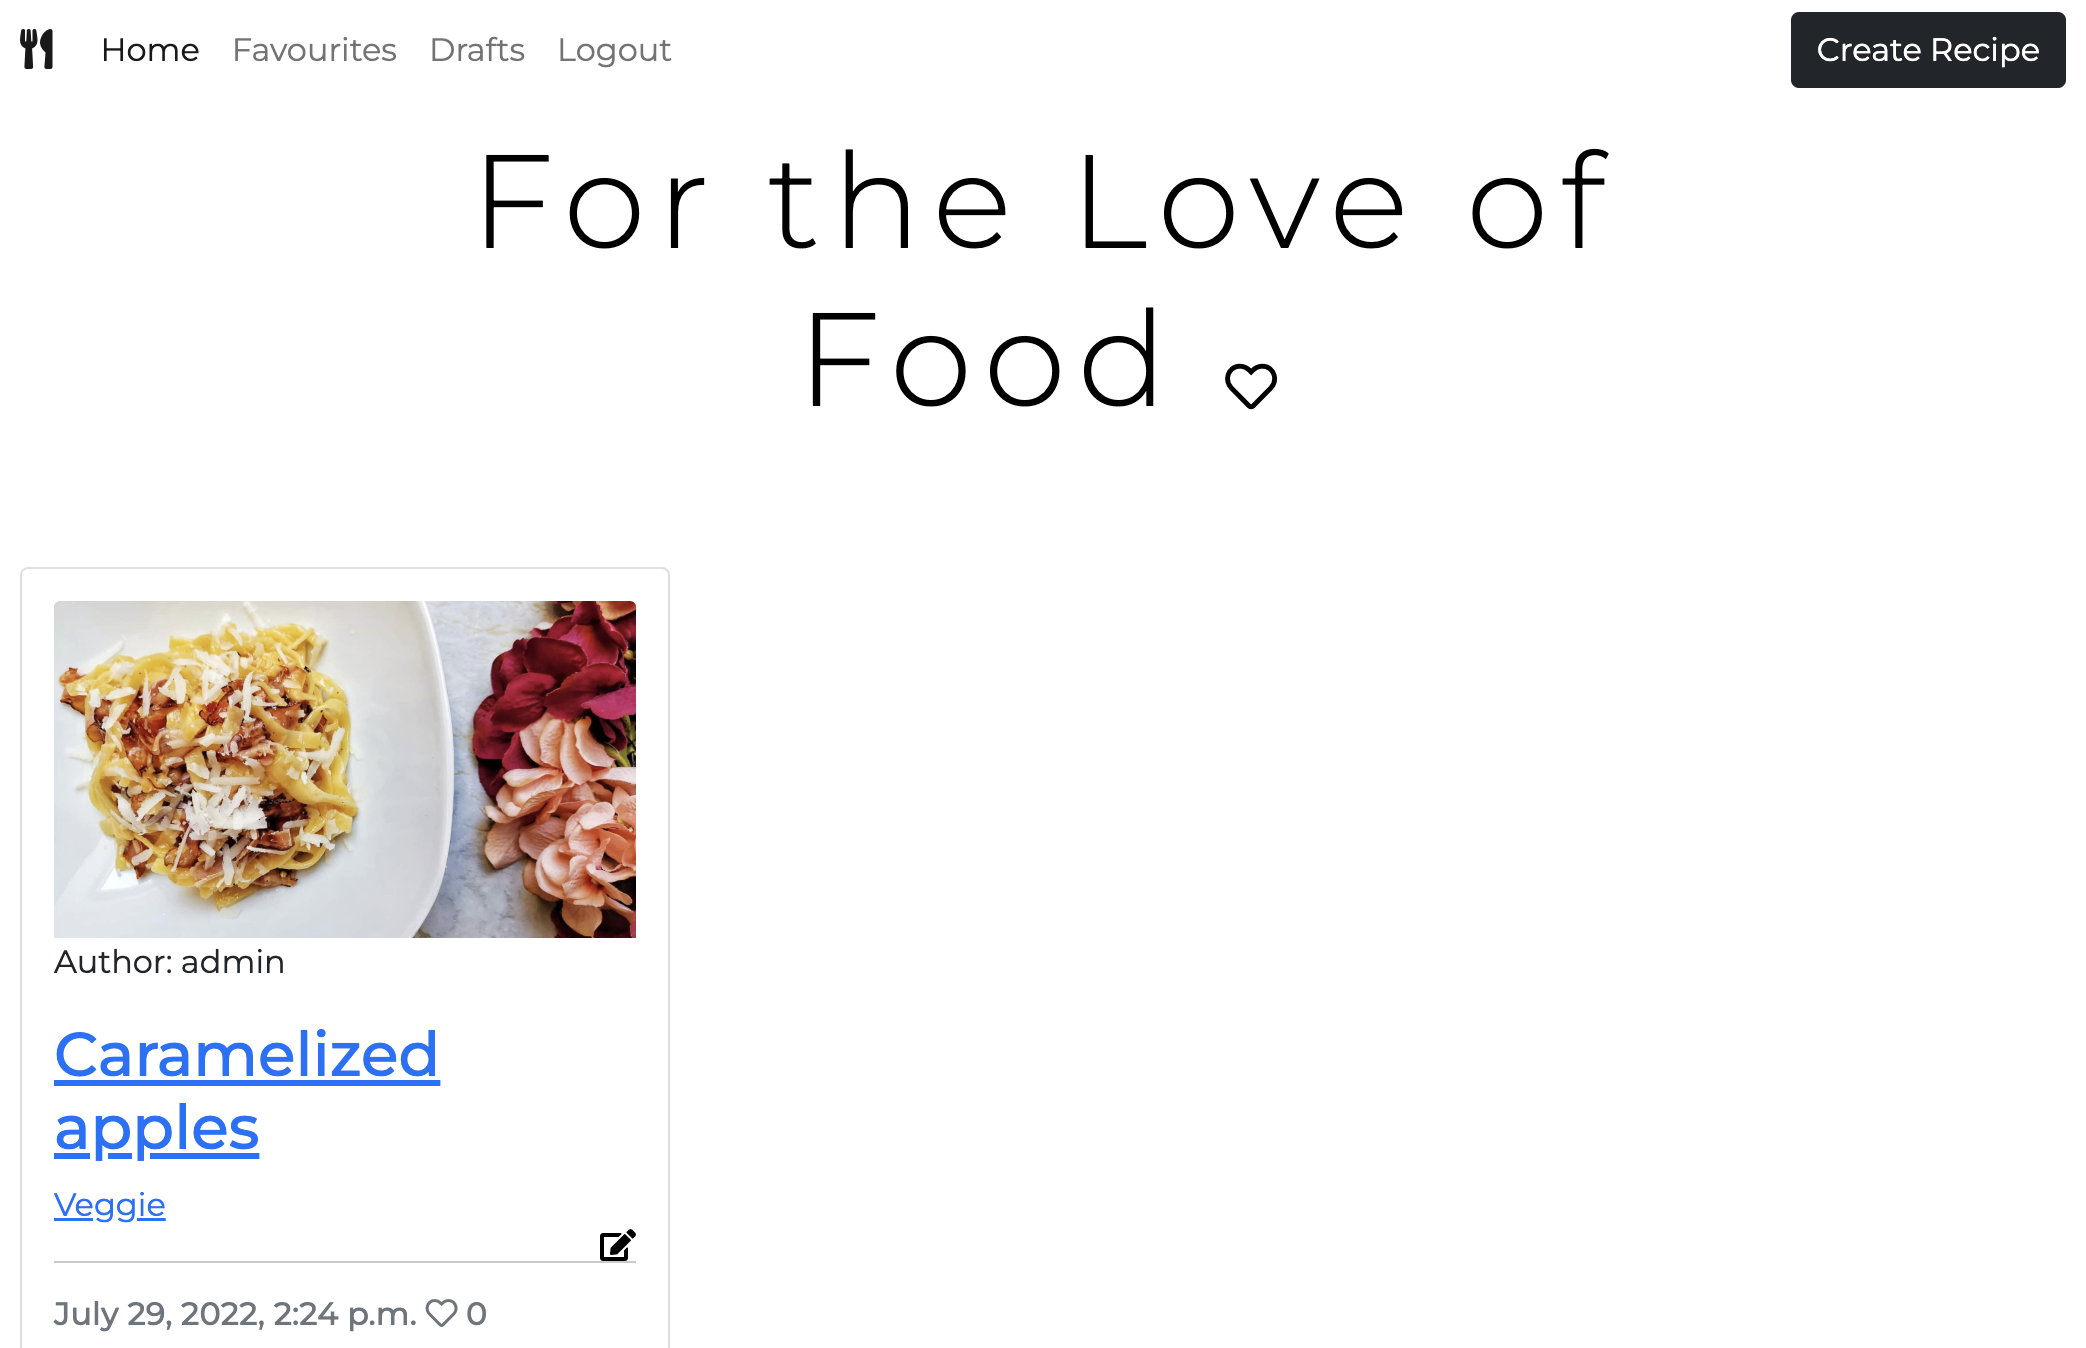 Home Favourites Drafts Logout Create Recipe
For the Love of
Food
Author: admin
Caramelized
apples
Veggie
July 29, 2022, 2:24 p.m. 0